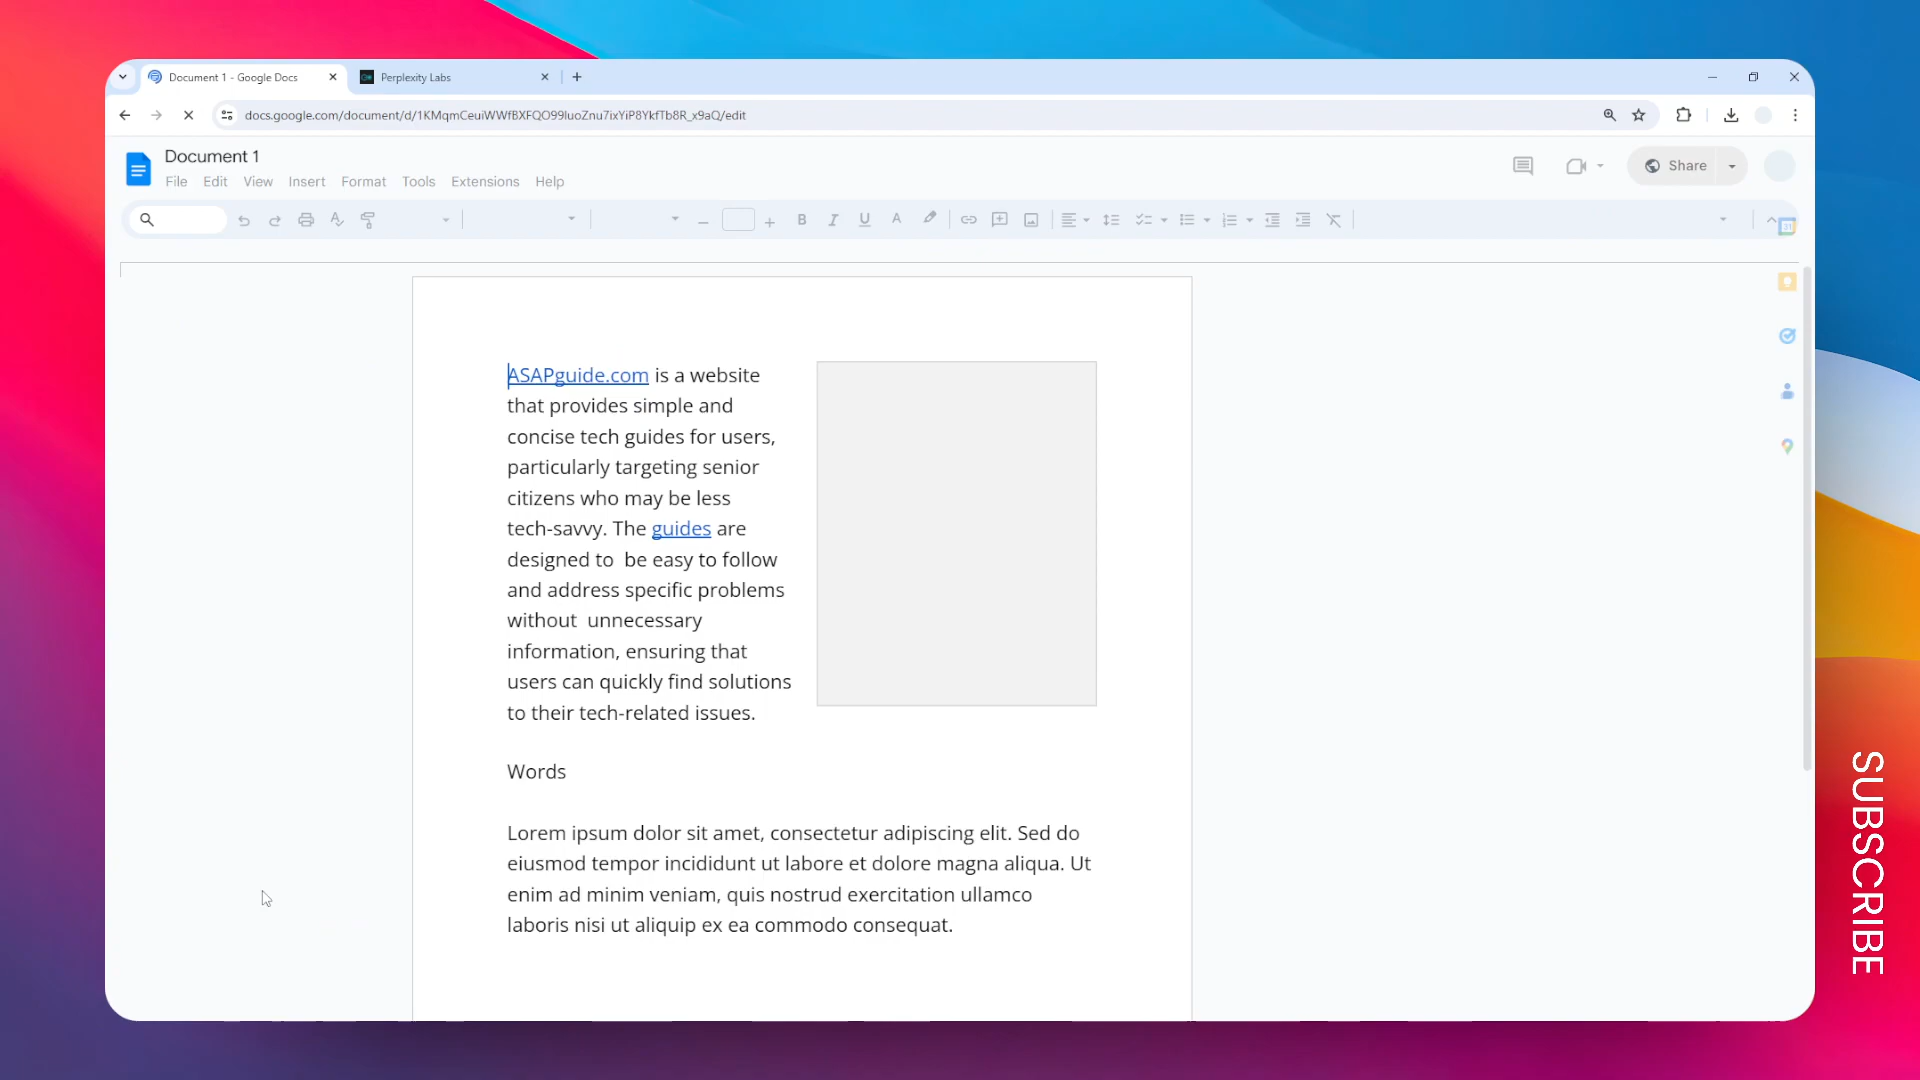 Document 1 - Google Docs
Perplexity Labs
docs.google.com/document/d/1KMqmCeuiWWfBXFQO99IuoZnu7ixYiP8YkfTb8R_x9aQ/edit
Document 1
File Edit View Insert Format Tools Extensions Help
Share
31
ASAPguide.com is a website
that provides simple and
concise tech guides for users,
particularly targeting senior
citizens who may be less
tech-savvy. The guides are
designed to  be easy to follow
and address specific problems
without  unnecessary
information, ensuring that
users can quickly find solutions
to their tech-related issues.
Words
Lorem ipsum dolor sit amet, consectetur adipiscing elit. Sed do
eiusmod tempor incididunt ut labore et dolore magna aliqua. Ut
enim ad minim veniam, quis nostrud exercitation ullamco
laboris nisi ut aliquip ex ea commodo consequat.
SUBSCRIBE